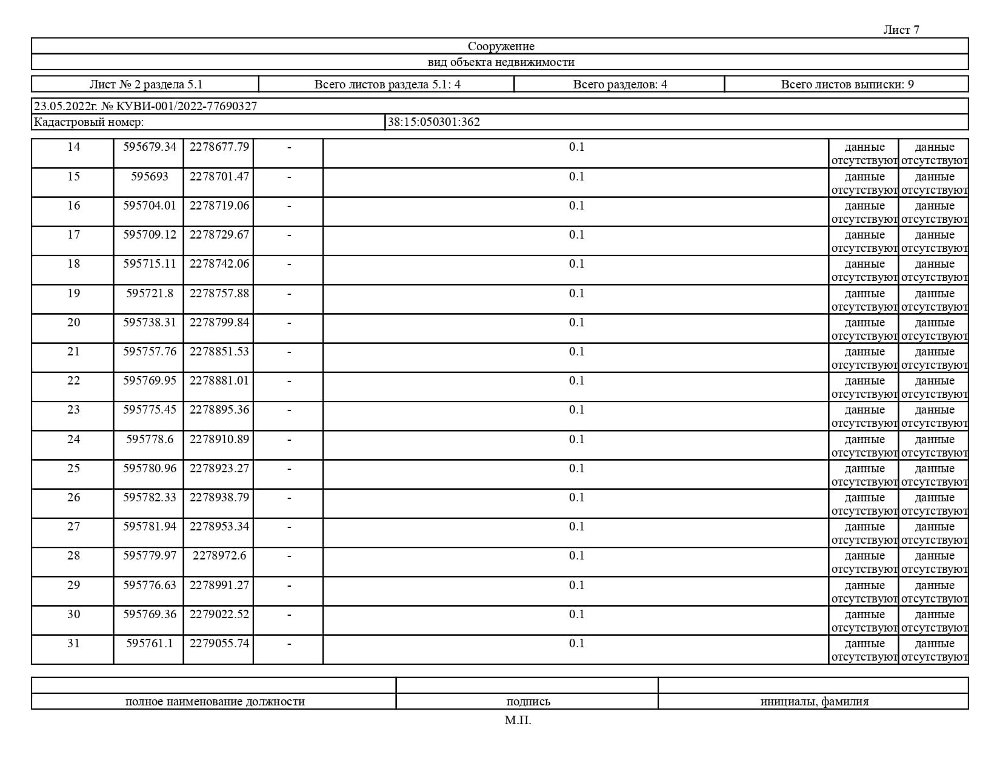 Лист 7
Сооружение
вид объекта недвижимости
Лист № 2 раздела 5.1 Всего листов раздела 5.1: 4 Всего разделов: 4 Всего листов выписки: 9
23.05.2022г. № КУВИ-001/2022-77690327
Кадастровый номер: 38:15:050301:362
14 595679.34 2278677.79 - 0.1 данные данные
отсутствуют отсутствуют
15 595693 2278701.47 - 0.1 данные данные
отсутствуют отсутствуют
16 595704.01 2278719.06 - 0.1 данные данные
отсутствуют отсутствуют
17 595709.12 2278729.67 - 0.1 данные данные
отсутствуют отсутствуют
18 595715.11 2278742.06 - 0.1 данные данные
отсутствуют отсутствуют
19 595721.8 2278757.88 - 0.1 данные данные
отсутствуют отсутствуют
20 595738.31 2278799.84 - 0.1 данные данные
отсутствуют отсутствуют
21 595757.76 2278851.53 - 0.1 данные данные
отсутствуют отсутствуют
22 595769.95 2278881.01 - 0.1 данные данные
отсутствуют отсутствуют
23 595775.45 2278895.36 - 0.1 данные данные
отсутствуют отсутствуют
24 595778.6 2278910.89 - 0.1 данные данные
отсутствуют отсутствуют
25 595780.96 2278923.27 - 0.1 данные данные
отсутствуют отсутствуют
26 595782.33 2278938.79 - 0.1 данные данные
отсутствуют отсутствуют
27 595781.94 2278953.34 - 0.1 данные данные
отсутствуют отсутствуют
28 595779.97 2278972.6 - 0.1 данные данные
отсутствуют отсутствуют
29 595776.63 2278991.27 - 0.1 данные данные
отсутствуют отсутствуют
30 595769.36 2279022.52 - 0.1 данные данные
отсутствуют отсутствуют
31 595761.1 2279055.74 - 0.1 данные данные
отсутствуют отсутствуют
полное наименование должности подпись инициалы, фамилия
М.П.